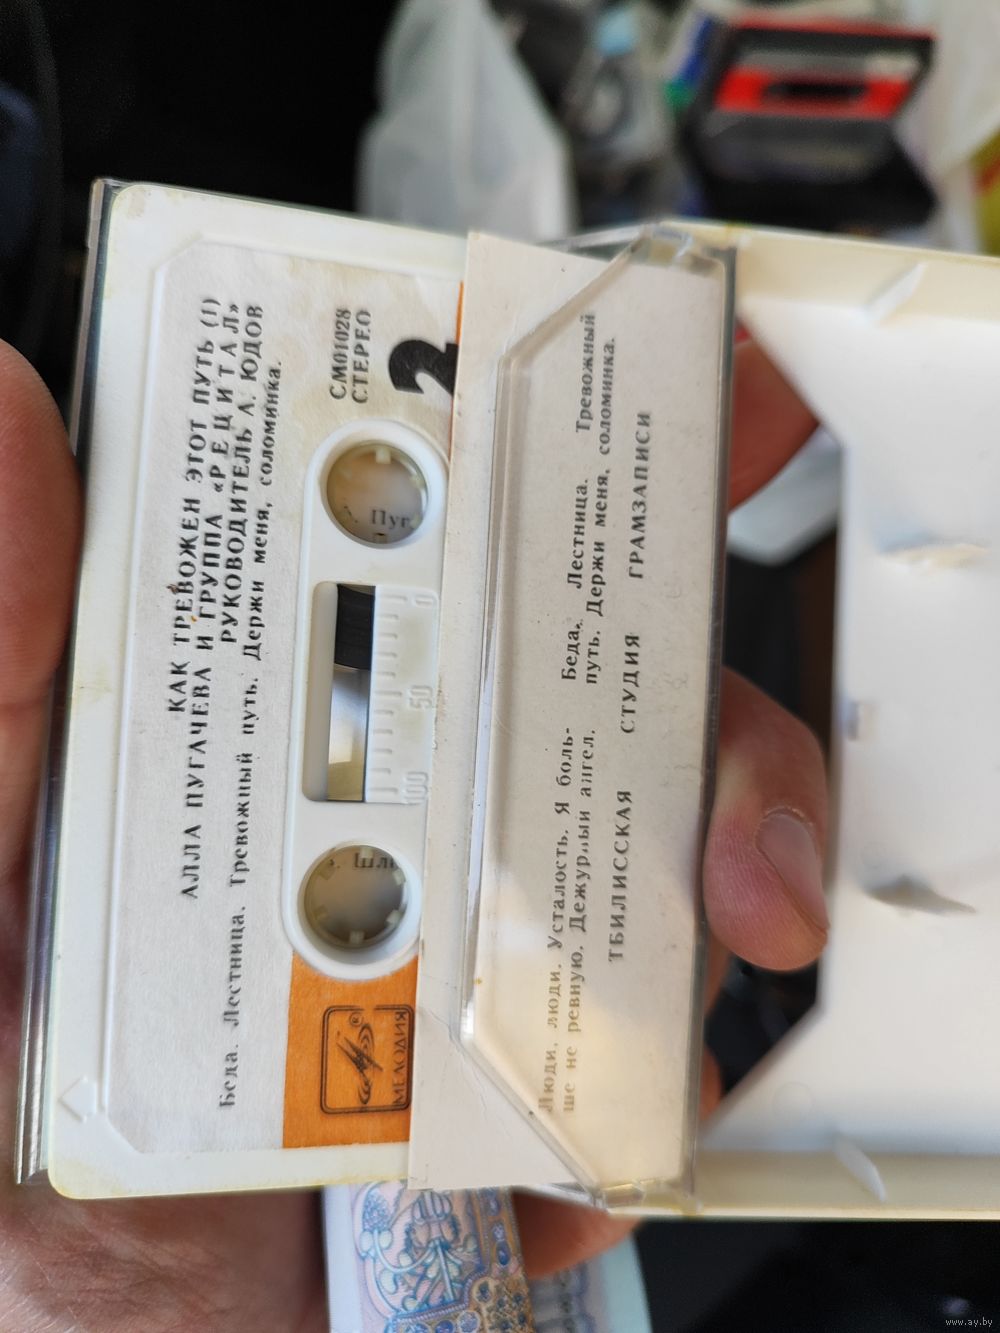 КАК ТРЕВОЖЕН ЭТОТ ПУТЬ (1)
АЛЛА ПУГАЧЕВА И ГРУППА «РЕЦИТАЛ»
РУКОВОДИТЕЛЬ А. ЮДОВ
Беда. Лестница. Тревожный путь. Держи меня, соломинка.
СМ01028
СТЕРЕО
2
. Пуг
. Шля
0
50
100
МЕЛОДИЯ
®
Люди, люди. Усталость. Я боль-
ше не ревную. Дежурный ангел.
Беда. Лестница. Тревожный
путь. Держи меня, соломинка.
ТБИЛИССКАЯ СТУДИЯ ГРАМЗАПИСИ
www.ay.by